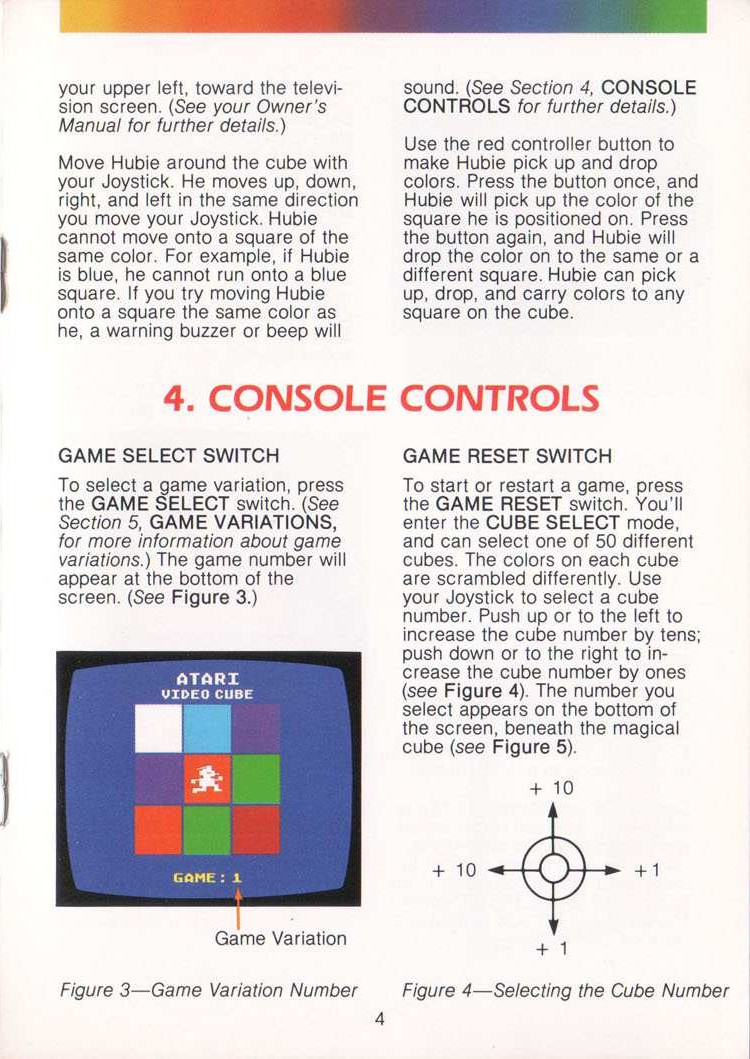 your upper left, toward the televi-
sion screen. (See your Owner's
Manual for further details.)
Move Hubie around the cube with
your Joystick. He moves up, down,
right, and left in the same direction
you move your Joystick. Hubie
cannot move onto a square of the
same color. For example, if Hubie
is blue, he cannot run onto a blue
square. If you try moving Hubie
onto a square the same color as
he, a warning buzzer or beep will
sound. (See Section 4, CONSOLE
CONTROLS for further details.)
Use the red controller button to
make Hubie pick up and drop
colors. Press the button once, and
Hubie will pick up the color of the
square he is positioned on. Press
the button again, and Hubie will
drop the color on to the same or a
different square. Hubie can pick
up, drop, and carry colors to any
square on the cube.
4. CONSOLE CONTROLS
GAME SELECT SWITCH
To select a game variation, press
the GAME SELECT switch. (See
Section 5, GAME VARIATIONS,
for more information about game
variations.) The game number will
appear at the bottom of the
screen. (See Figure 3.)
ATARI
VIDEO CUBE
GAME: 1
Game Variation
Figure 3—Game Variation Number
GAME RESET SWITCH
To start or restart a game, press
the GAME RESET switch. You'll
enter the CUBE SELECT mode,
and can select one of 50 different
cubes. The colors on each cube
are scrambled differently. Use
your Joystick to select a cube
number. Push up or to the left to
increase the cube number by tens;
push down or to the right to in-
crease the cube number by ones
(see Figure 4). The number you
select appears on the bottom of
the screen, beneath the magical
cube (see Figure 5).
+ 10
+ 10
+ 1
+ 1
Figure 4—Selecting the Cube Number
4